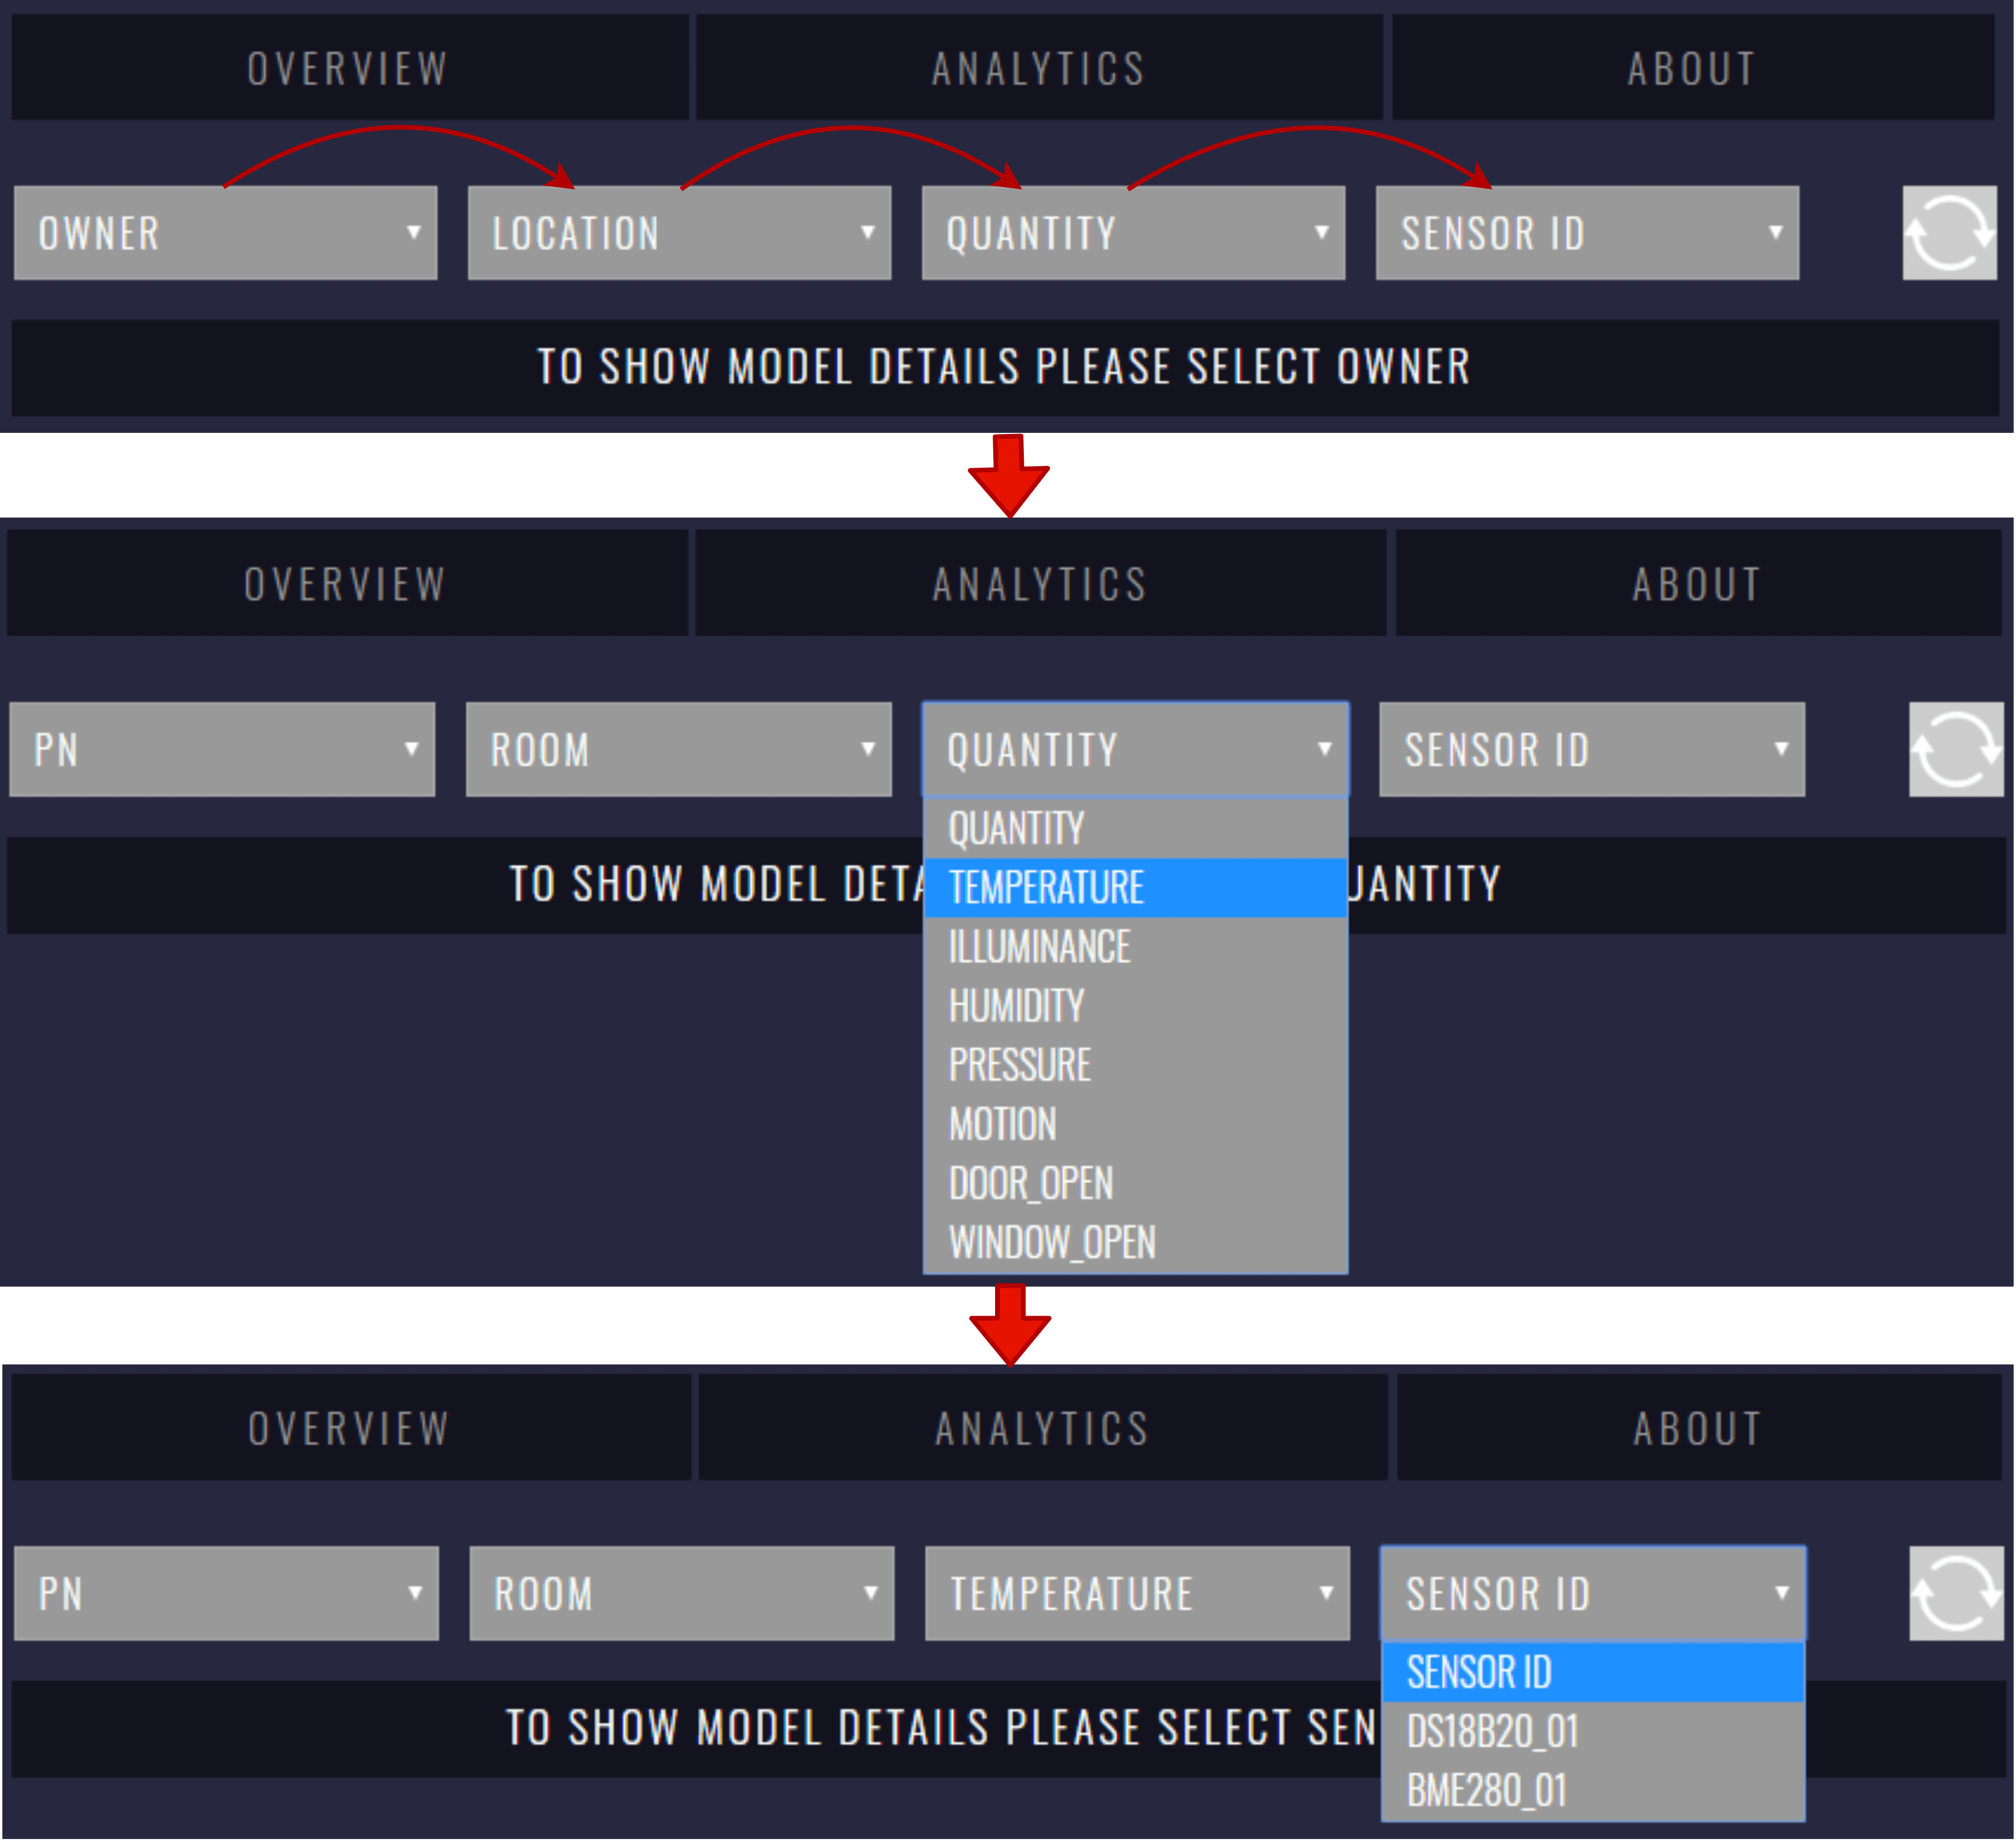 OVERVIEW ANALYTICS ABOUT
OWNER LOCATION QUANTITY SENSOR ID
TO SHOW MODEL DETAILS PLEASE SELECT OWNER
OVERVIEW ANALYTICS ABOUT
PN ROOM QUANTITY SENSOR ID
QUANTITY
TO SHOW MODEL DETA UANTITY
TEMPERATURE
ILLUMINANCE
HUMIDITY
PRESSURE
MOTION
DOOR_OPEN
WINDOW_OPEN
OVERVIEW ANALYTICS ABOUT
PN ROOM TEMPERATURE SENSOR ID
SENSOR ID
TO SHOW MODEL DETAILS PLEASE SELECT SEN
DS18B20_01
BME280_01